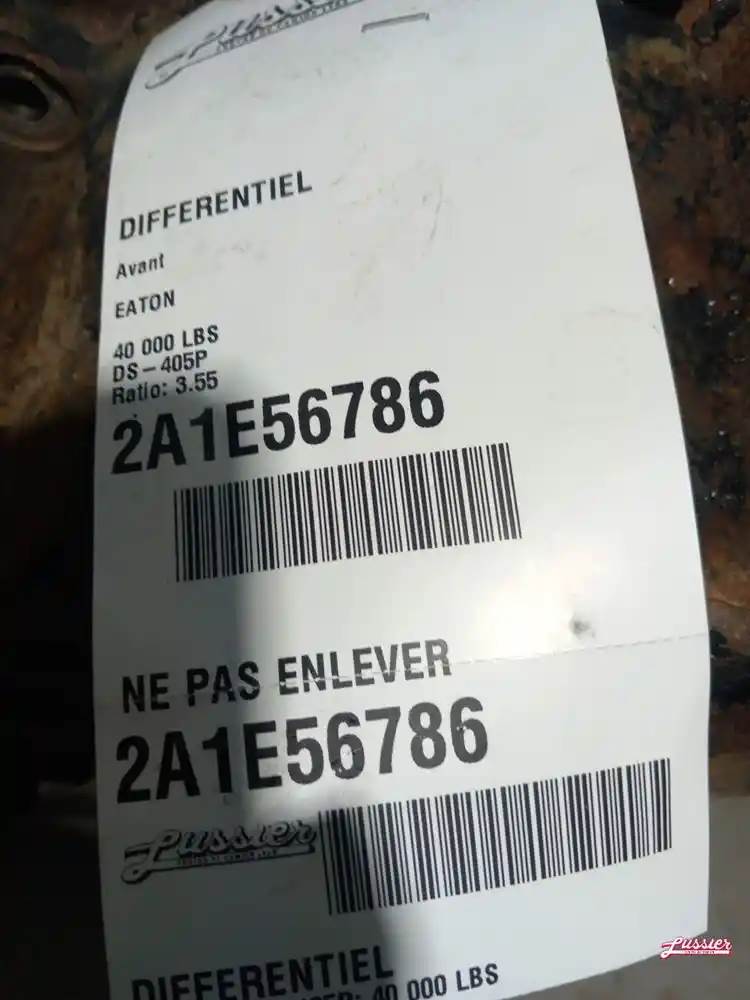 Lussier
DIFFERENTIEL
Avant
EATON
40 000 LBS
DS-405P
Ratio: 3.55
2A1E56786
NE PAS ENLEVER
2A1E56786
Lussier
DIFFERENTIEL
40 000 LBS
Lussier